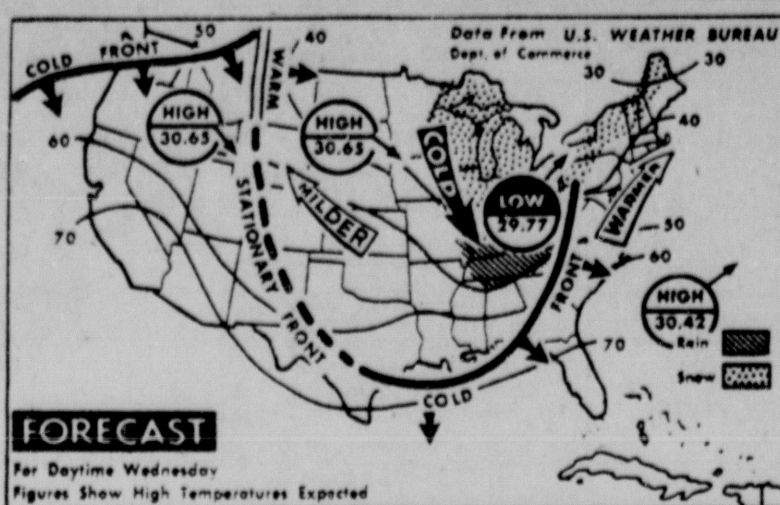 50
40
Data From U.S. WEATHER BUREAU
Dept. of Commerce
30
30
COLD FRONT
WARM
HIGH
30.65
HIGH
30.65
40
60
COLD
LOW
29.77
WARMER
STATIONARY FRONT
MILDER
50
70
60
FRONT
HIGH
30.42
Rain
70
Snow
COLD
FORECAST
For Daytime Wednesday
Figures Show High Temperatures Expected